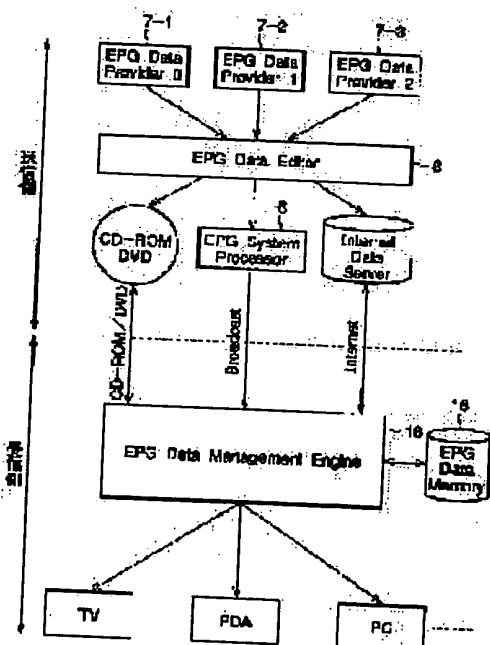 7-1
7-2
7-3
EPG Data
Provider 0
EPG Data
Provider 1
EPG Data
Provider 2
EPG Data Editor
CD-ROM
DVD
EPG System
Processor
Internet
Data
Server
CD-ROM/DVD
Broadcast
Internet
EPG Data Management Engine
16
EPG
Data
Memory
TV
PDA
PC